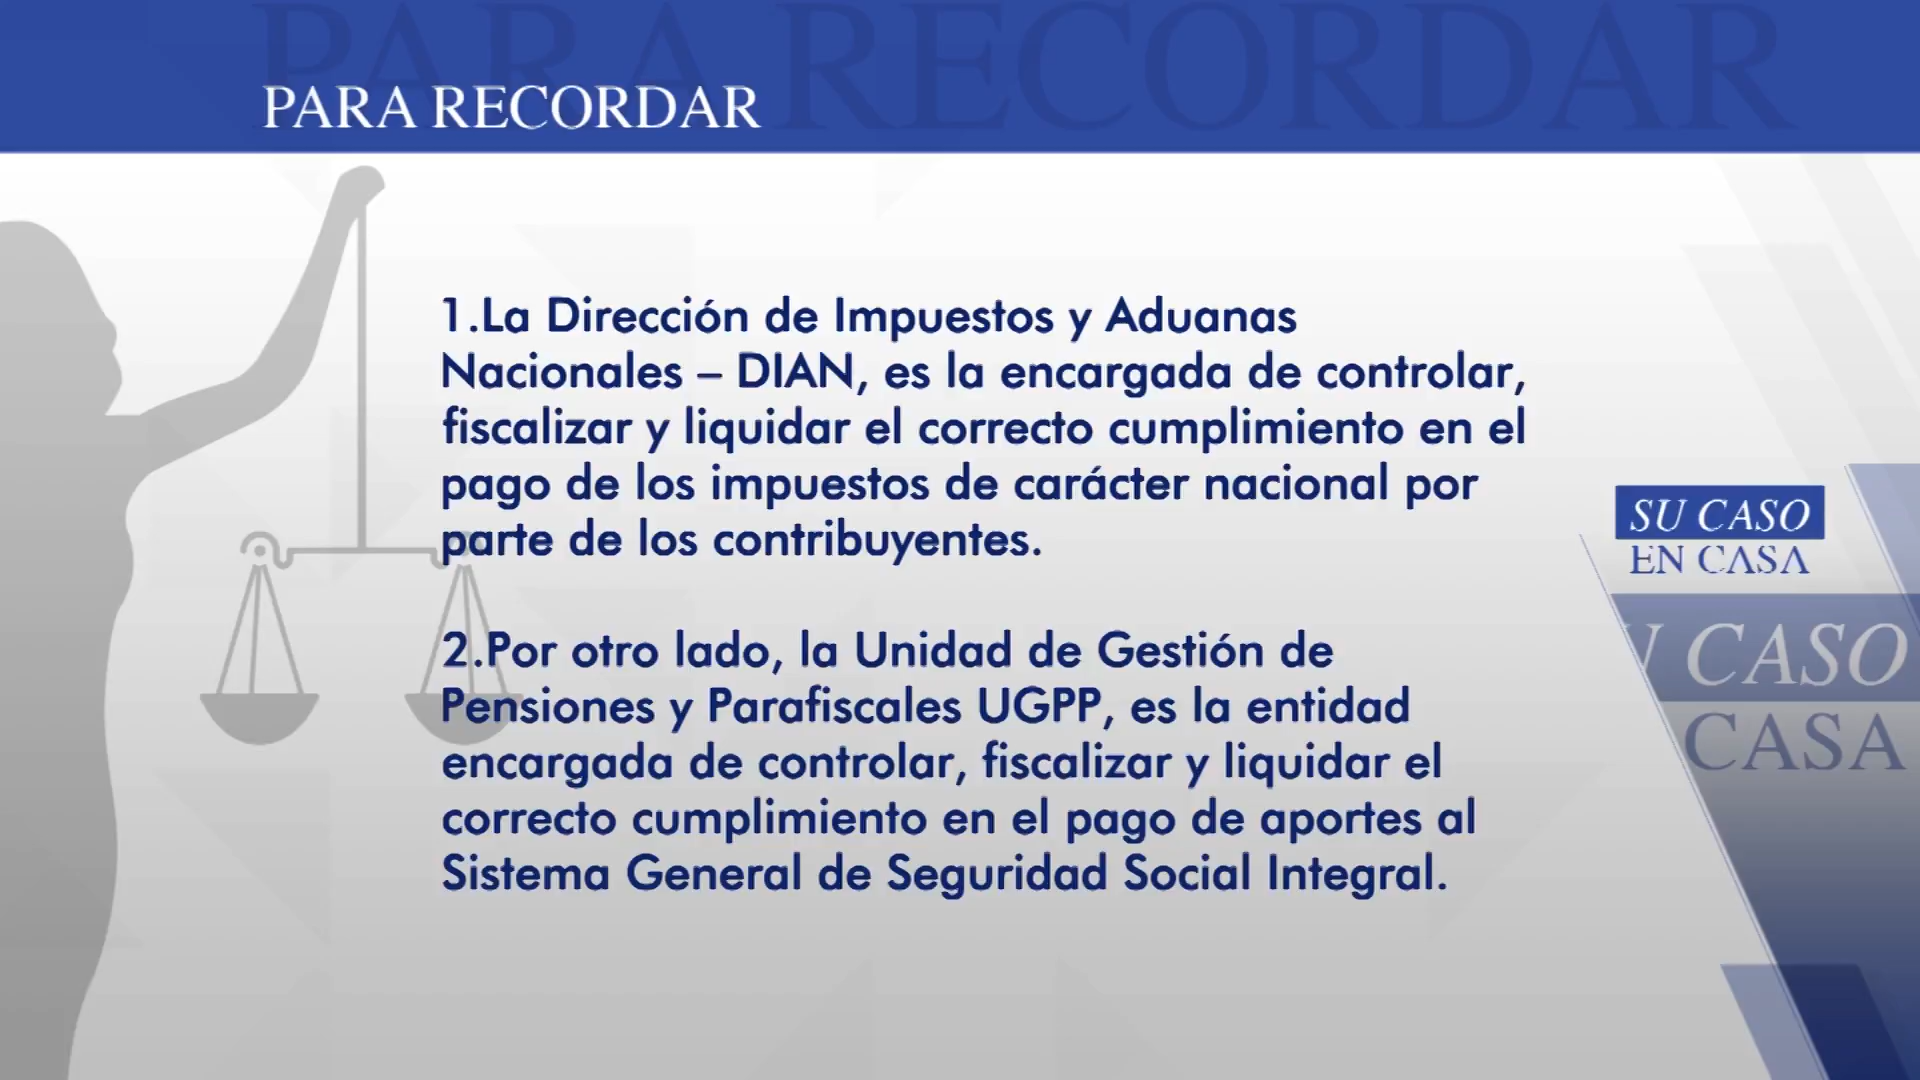 PARA RECORDAR
PARA RECORDAR
1.La Dirección de Impuestos y Aduanas
Nacionales – DIAN, es la encargada de controlar,
fiscalizar y liquidar el correcto cumplimiento en el
pago de los impuestos de carácter nacional por
parte de los contribuyentes.
2.Por otro lado, la Unidad de Gestión de
Pensiones y Parafiscales UGPP, es la entidad
encargada de controlar, fiscalizar y liquidar el
correcto cumplimiento en el pago de aportes al
Sistema General de Seguridad Social Integral.
SU CASO
EN CASA
U CASO
CASA